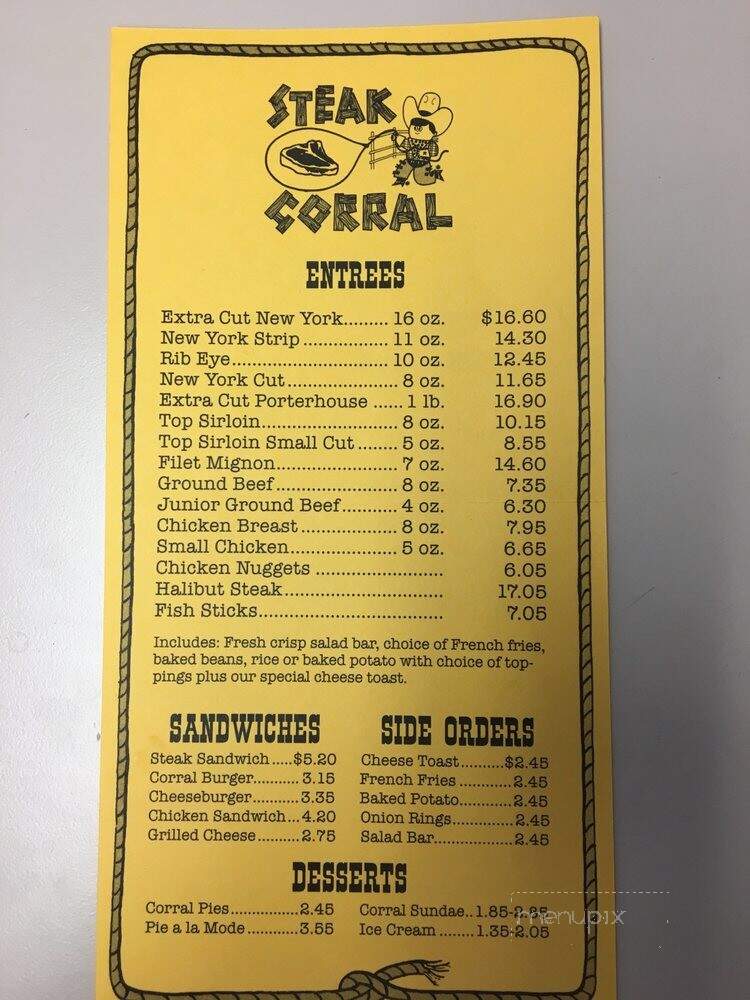 STEAK
CORRAL
ENTREES
Extra Cut New York......... 16 oz. $16.60
New York Strip ................. 11 oz. 14.30
Rib Eye................................ 10 oz. 12.45
New York Cut....................... 8 oz. 11.65
Extra Cut Porterhouse ...... 1 lb. 16.90
Top Sirloin............................ 8 oz. 10.15
Top Sirloin Small Cut ........ 5 oz. 8.55
Filet Mignon......................... 7 oz. 14.60
Ground Beef......................... 8 oz. 7.35
Junior Ground Beef........... 4 oz. 6.30
Chicken Breast .................... 8 oz. 7.95
Small Chicken...................... 5 oz. 6.65
Chicken Nuggets .......................... 6.05
Halibut Steak................................. 17.05
Fish Sticks...................................... 7.05
Includes: Fresh crisp salad bar, choice of French fries,
baked beans, rice or baked potato with choice of top-
pings plus our special cheese toast.
SANDWICHES
Steak Sandwich .....$5.20
Corral Burger........... 3.15
Cheeseburger........... 3.35
Chicken Sandwich... 4.20
Grilled Cheese.......... 2.75
SIDE ORDERS
Cheese Toast..........$2.45
French Fries ............2.45
Baked Potato............2.45
Onion Rings..............2.45
Salad Bar..................2.45
DESSERTS
Corral Pies................2.45
Pie a la Mode ............3.55
Corral Sundae.. 1.85-2.85
Ice Cream ........ 1.35-2.05
menupix